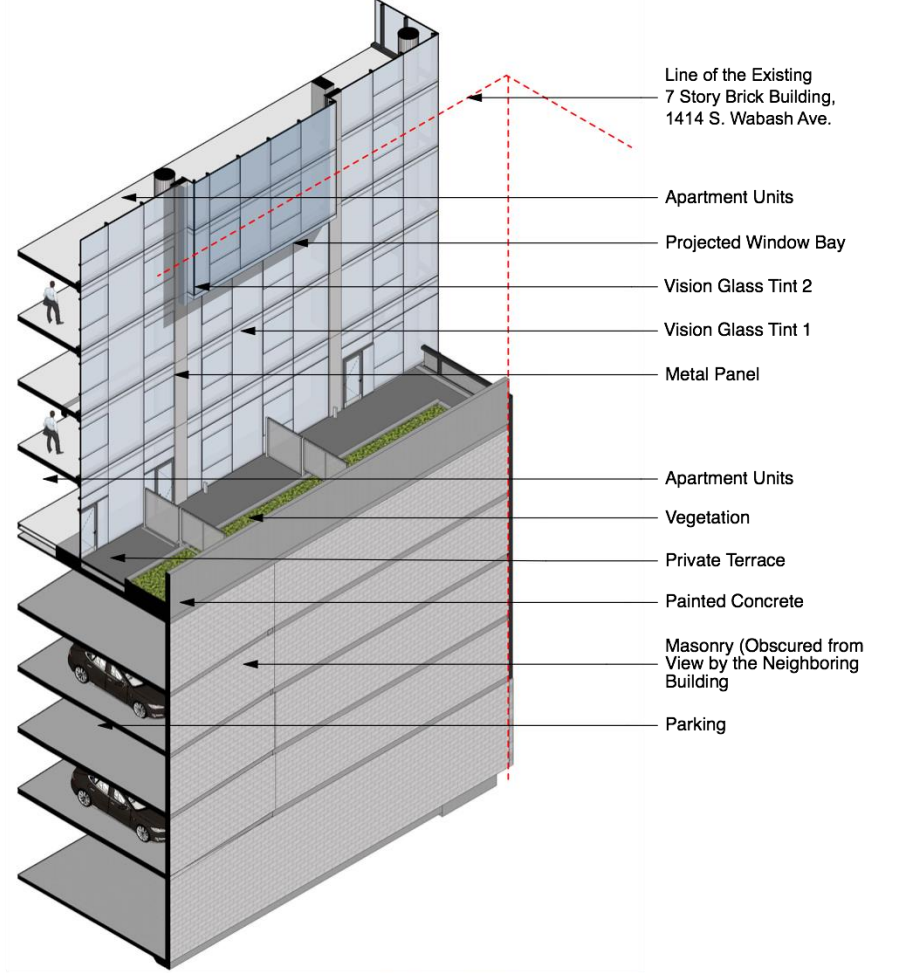 Line of the Existing
7 Story Brick Building,
1414 S. Wabash Ave.
Apartment Units
Projected Window Bay
Vision Glass Tint 2
Vision Glass Tint 1
Metal Panel
Apartment Units
Vegetation
Private Terrace
Painted Concrete
Masonry (Obscured from
View by the Neighboring
Building
Parking